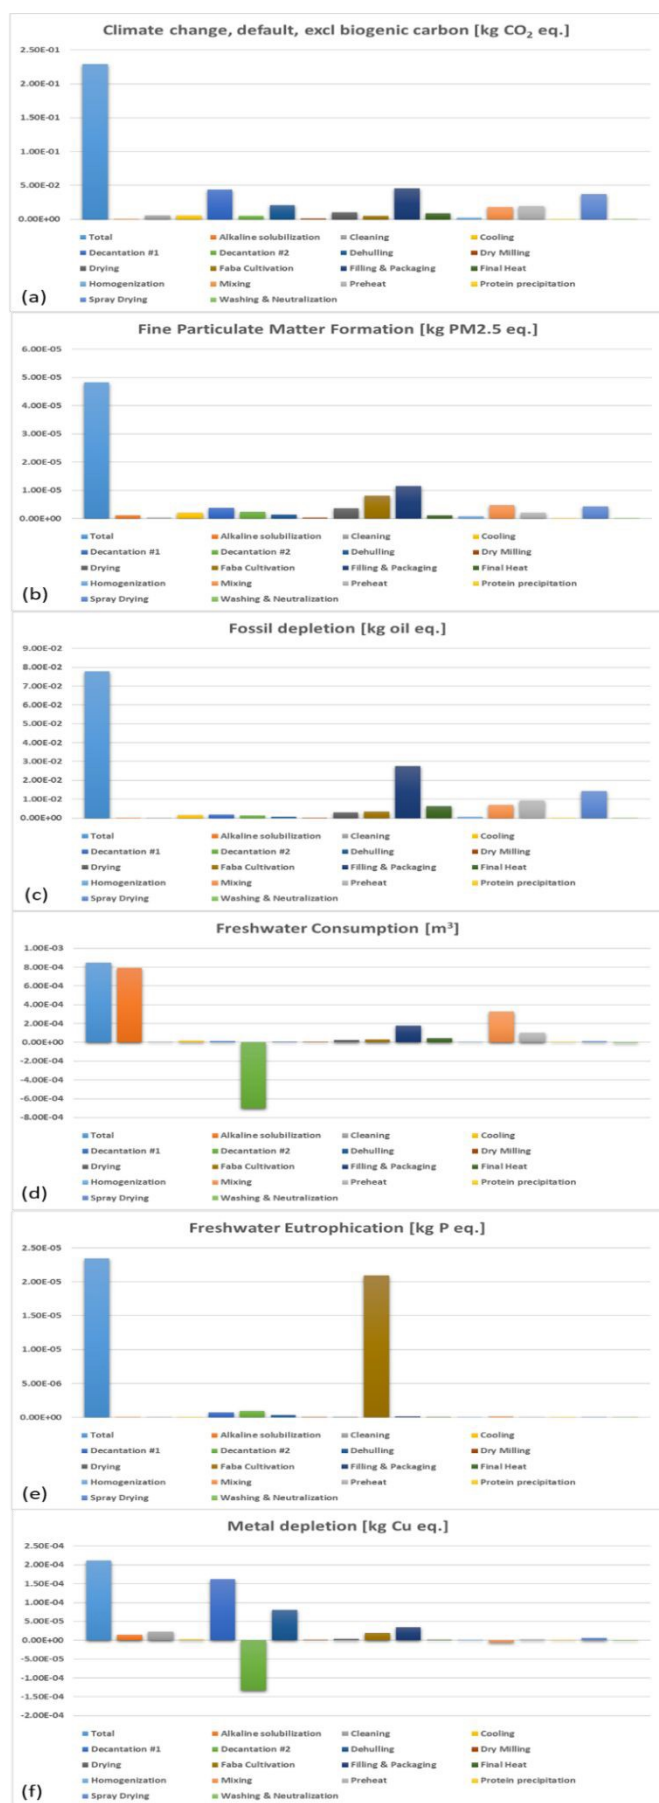 Climate change, default, excl biogenic carbon [kg CO₂ eq.]
2.50E-01
2.00E-01
1.50E-01
1.00E-01
5.00E-02
0.00E+00
Total Alkaline solubilization Cleaning Cooling
Decantation #1 Decantation #2 Dehulling Dry Milling
Drying Faba Cultivation Filling & Packaging Final Heat
Homogenization Mixing Preheat Protein precipitation
Spray Drying Washing & Neutralization
(a)
Fine Particulate Matter Formation [kg PM2.5 eq.]
6.00E-05
5.00E-05
4.00E-05
3.00E-05
2.00E-05
1.00E-05
0.00E+00
Total Alkaline solubilization Cleaning Cooling
Decantation #1 Decantation #2 Dehulling Dry Milling
Drying Faba Cultivation Filling & Packaging Final Heat
Homogenization Mixing Preheat Protein precipitation
Spray Drying Washing & Neutralization
(b)
Fossil depletion [kg oil eq.]
9.00E-02
8.00E-02
7.00E-02
6.00E-02
5.00E-02
4.00E-02
3.00E-02
2.00E-02
1.00E-02
0.00E+00
Total Alkaline solubilization Cleaning Cooling
Decantation #1 Decantation #2 Dehulling Dry Milling
Drying Faba Cultivation Filling & Packaging Final Heat
Homogenization Mixing Preheat Protein precipitation
Spray Drying Washing & Neutralization
(c)
Freshwater Consumption [m³]
1.00E-03
8.00E-04
6.00E-04
4.00E-04
2.00E-04
0.00E+00
-2.00E-04
-4.00E-04
-6.00E-04
-8.00E-04
Total Alkaline solubilization Cleaning Cooling
Decantation #1 Decantation #2 Dehulling Dry Milling
Drying Faba Cultivation Filling & Packaging Final Heat
Homogenization Mixing Preheat Protein precipitation
Spray Drying Washing & Neutralization
(d)
Freshwater Eutrophication [kg P eq.]
2.50E-05
2.00E-05
1.50E-05
1.00E-05
5.00E-06
0.00E+00
Total Alkaline solubilization Cleaning Cooling
Decantation #1 Decantation #2 Dehulling Dry Milling
Drying Faba Cultivation Filling & Packaging Final Heat
Homogenization Mixing Preheat Protein precipitation
Spray Drying Washing & Neutralization
(e)
Metal depletion [kg Cu eq.]
2.50E-04
2.00E-04
1.50E-04
1.00E-04
5.00E-05
0.00E+00
-5.00E-05
-1.00E-04
-1.50E-04
-2.00E-04
Total Alkaline solubilization Cleaning Cooling
Decantation #1 Decantation #2 Dehulling Dry Milling
Drying Faba Cultivation Filling & Packaging Final Heat
Homogenization Mixing Preheat Protein precipitation
Spray Drying Washing & Neutralization
(f)